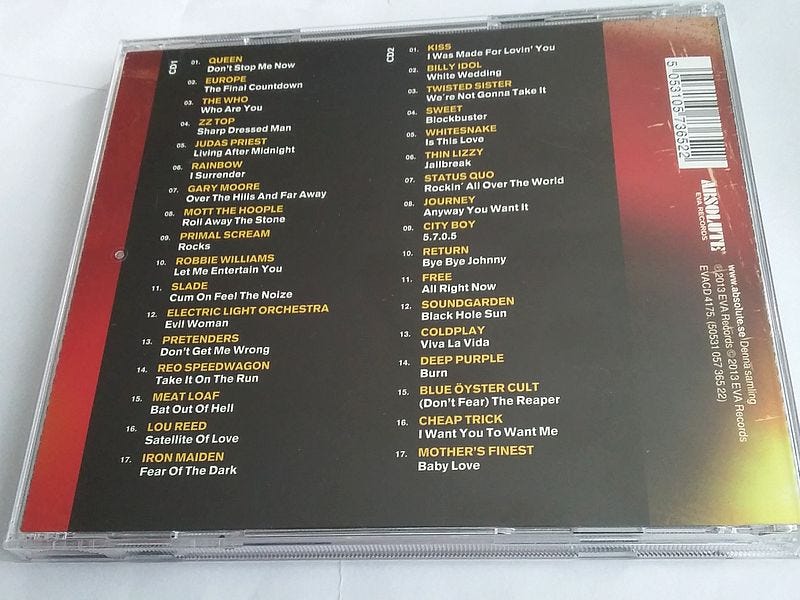 CD1
01. QUEEN
Don't Stop Me Now
02. EUROPE
The Final Countdown
03. THE WHO
Who Are You
04. ZZ TOP
Sharp Dressed Man
05. JUDAS PRIEST
Living After Midnight
06. RAINBOW
I Surrender
07. GARY MOORE
Over The Hills And Far Away
08. MOTT THE HOOPLE
Roll Away The Stone
09. PRIMAL SCREAM
Rocks
10. ROBBIE WILLIAMS
Let Me Entertain You
11. SLADE
Cum On Feel The Noize
12. ELECTRIC LIGHT ORCHESTRA
Evil Woman
13. PRETENDERS
Don't Get Me Wrong
14. REO SPEEDWAGON
Take It On The Run
15. MEAT LOAF
Bat Out Of Hell
16. LOU REED
Satellite Of Love
17. IRON MAIDEN
Fear Of The Dark
CD2
01. KISS
I Was Made For Lovin' You
02. BILLY IDOL
White Wedding
03. TWISTED SISTER
We're Not Gonna Take It
04. SWEET
Blockbuster
05. WHITESNAKE
Is This Love
06. THIN LIZZY
Jailbreak
07. STATUS QUO
Rockin' All Over The World
08. JOURNEY
Anyway You Want It
09. CITY BOY
5.7.0.5
10. RETURN
Bye Bye Johnny
11. FREE
All Right Now
12. SOUNDGARDEN
Black Hole Sun
13. COLDPLAY
Viva La Vida
14. DEEP PURPLE
Burn
15. BLUE ÖYSTER CULT
(Don't Fear) The Reaper
16. CHEAP TRICK
I Want You To Want Me
17. MOTHER'S FINEST
Baby Love
5 053105 736522
ABSOLUTE
EVA RECORDS
www.absolute.se Denna samling
℗ 2013 EVA Records © 2013 EVA Records
EVACD 4175. (50531 057 365 22)